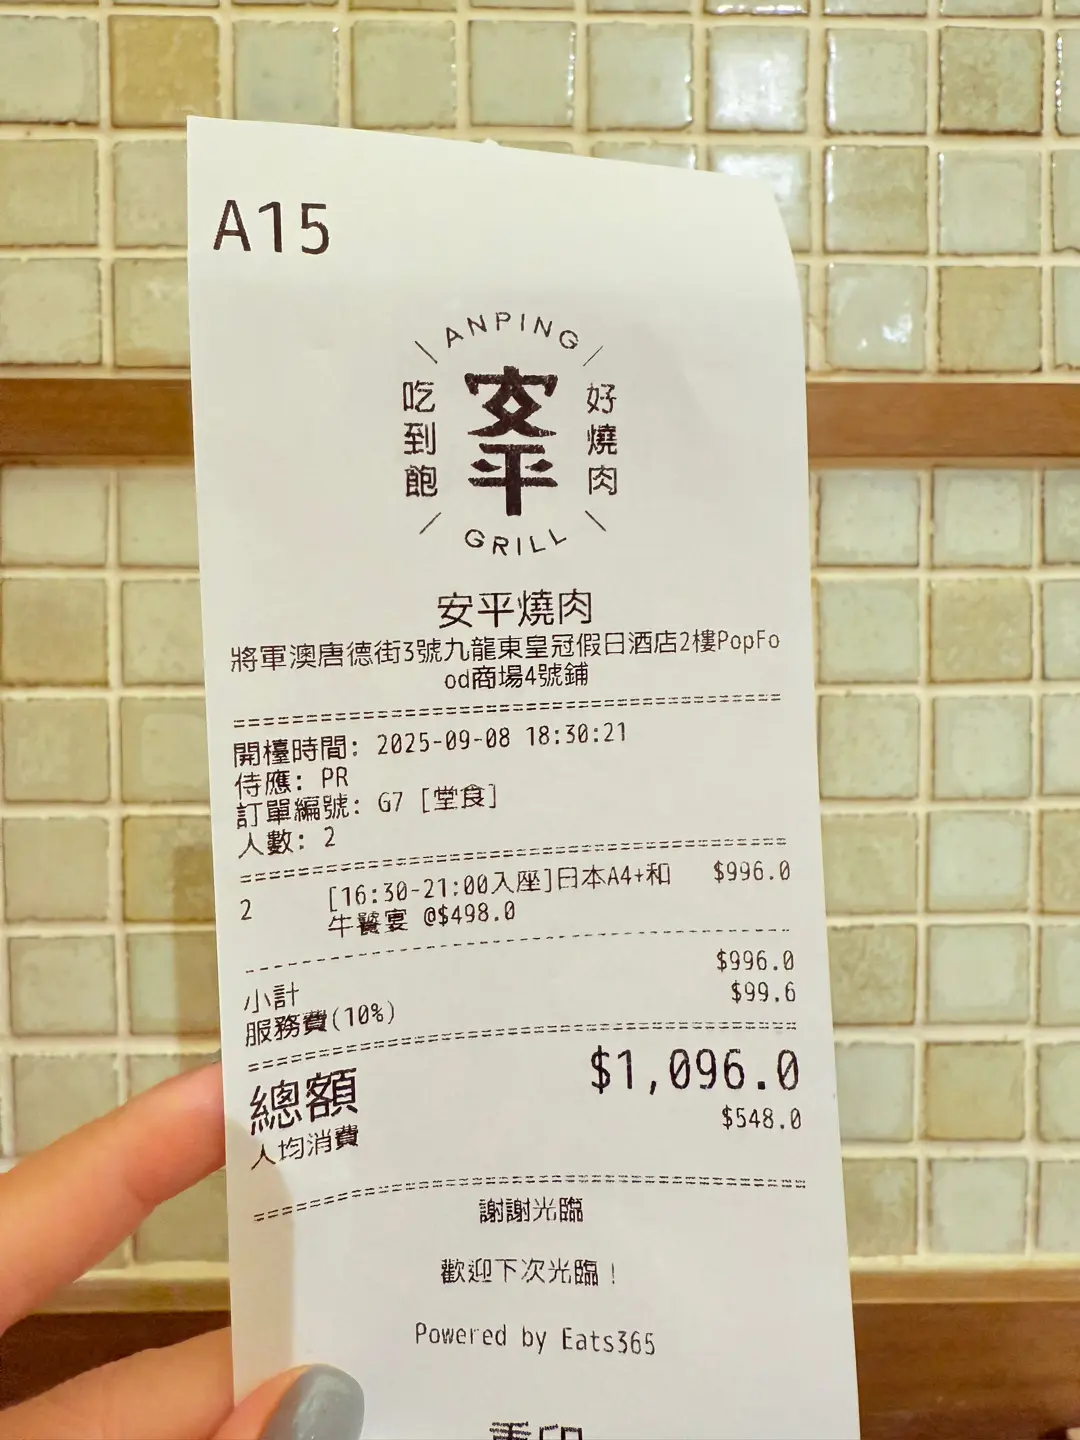 A15
ANPING
吃到飽
安平
好燒肉
GRILL
安平燒肉
將軍澳唐德街3號九龍東皇冠假日酒店2樓PopFo
od商場4號鋪
開檯時間: 2025-09-08 18:30:21
侍應: PR
訂單編號: G7 [堂食]
人數: 2
2 [16:30-21:00入座]日本A4+和 $996.0
牛饗宴 @$498.0
小計 $996.0
服務費(10%) $99.6
總額 $1,096.0
人均消費 $548.0
謝謝光臨
歡迎下次光臨！
Powered by Eats365
重印